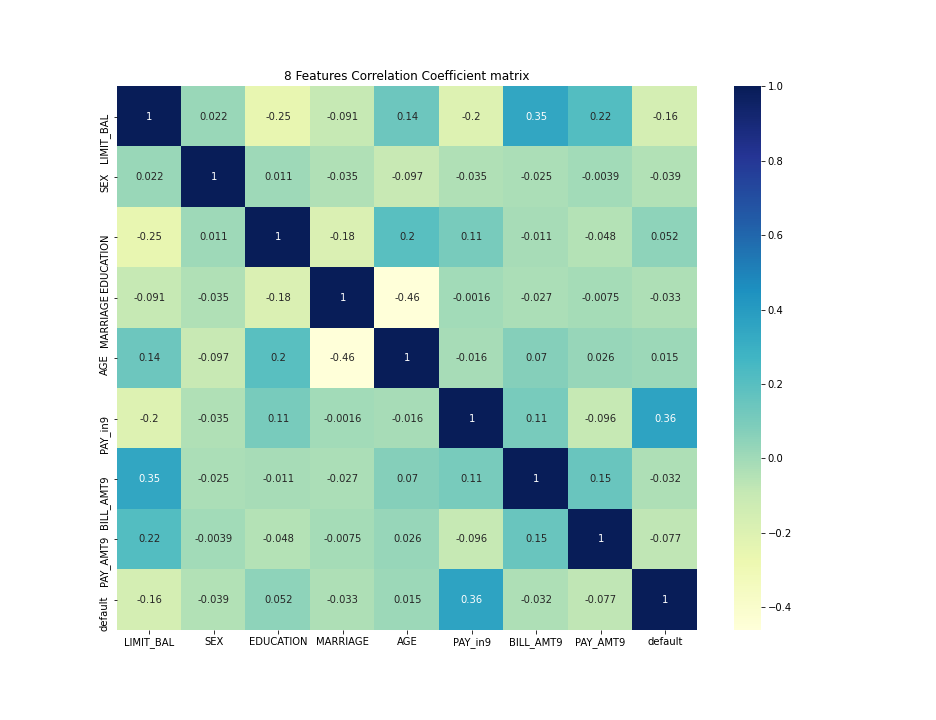 8 Features Correlation Coefficient matrix
LIMIT_BAL 1 0.022 -0.25 -0.091 0.14 -0.2 0.35 0.22 -0.16
SEX 0.022 1 0.011 -0.035 -0.097 -0.035 -0.025 -0.0039 -0.039
EDUCATION -0.25 0.011 1 -0.18 0.2 0.11 -0.011 -0.048 0.052
MARRIAGE -0.091 -0.035 -0.18 1 -0.46 -0.0016 -0.027 -0.0075 -0.033
AGE 0.14 -0.097 0.2 -0.46 1 -0.016 0.07 0.026 0.015
PAY_in9 -0.2 -0.035 0.11 -0.0016 -0.016 1 0.11 -0.096 0.36
BILL_AMT9 0.35 -0.025 -0.011 -0.027 0.07 0.11 1 0.15 -0.032
PAY_AMT9 0.22 -0.0039 -0.048 -0.0075 0.026 -0.096 0.15 1 -0.077
default -0.16 -0.039 0.052 -0.033 0.015 0.36 -0.032 -0.077 1
LIMIT_BAL SEX EDUCATION MARRIAGE AGE PAY_in9 BILL_AMT9 PAY_AMT9 default
1.0
0.8
0.6
0.4
0.2
0.0
−0.2
−0.4